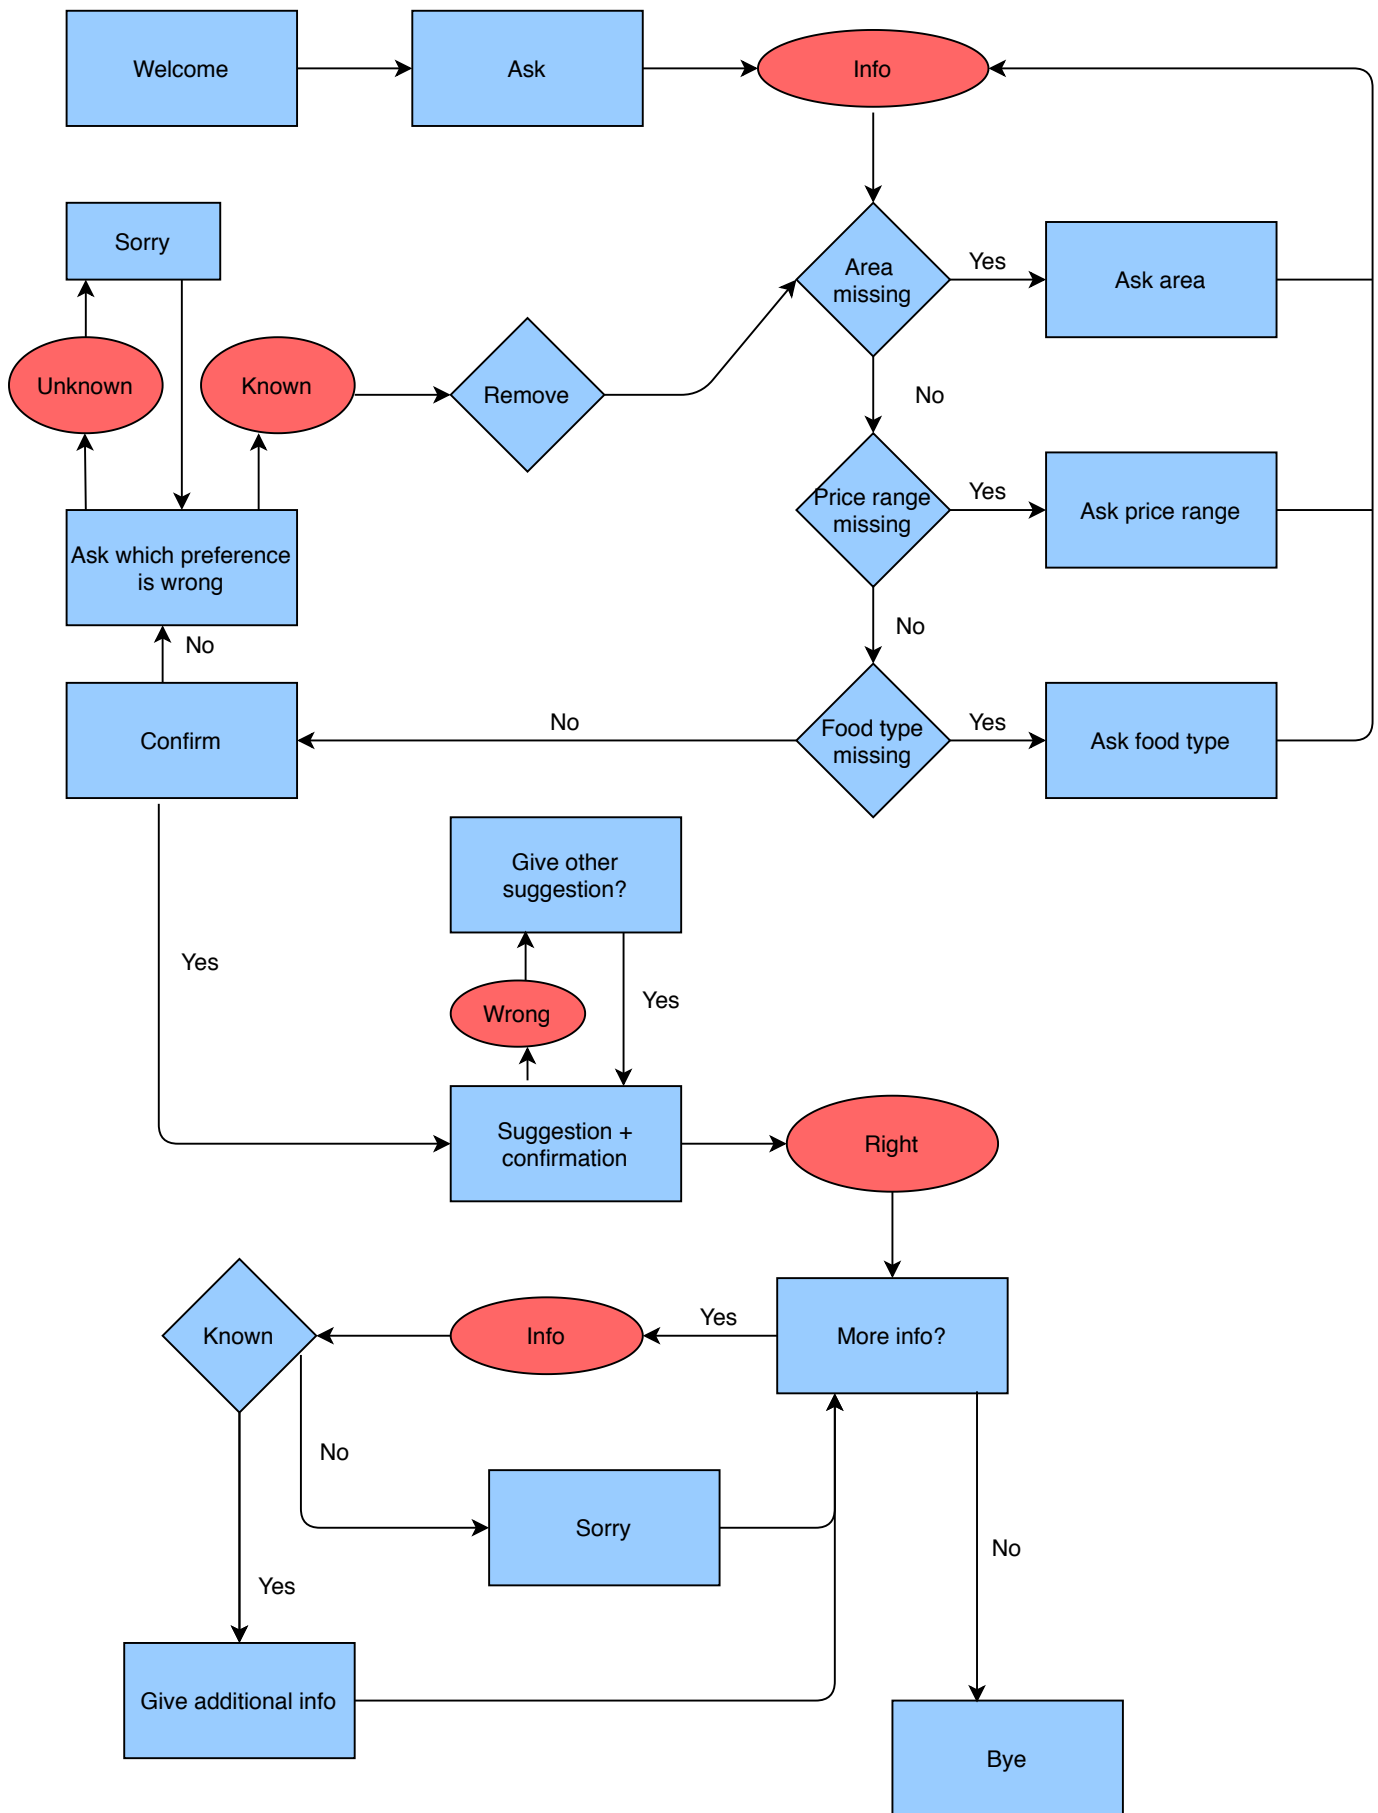 Welcome
Ask
Info
Sorry
Area
missing
Yes
Ask area
Unknown
Known
Remove
No
Price range
missing
Yes
Ask price range
Ask which preference
is wrong
No
No
Confirm
No
Food type
missing
Yes
Ask food type
Give other
suggestion?
Yes
Wrong
Yes
Suggestion +
confirmation
Right
Known
Info
Yes
More info?
No
Sorry
No
Yes
Give additional info
Bye